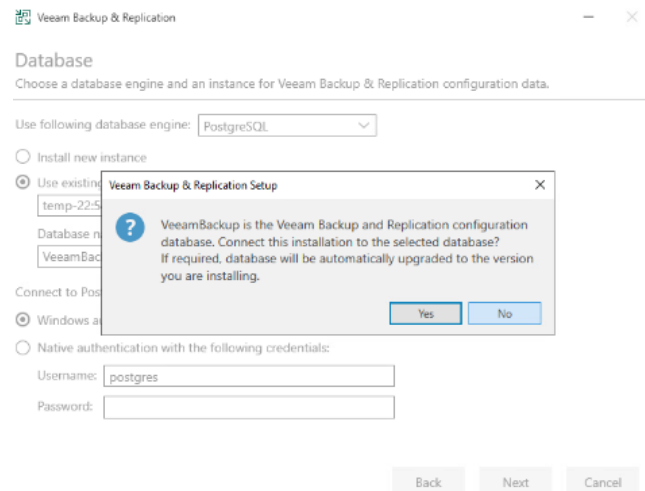 Veeam Backup & Replication
Database
Choose a database engine and an instance for Veeam Backup & Replication configuration data.
Use following database engine: PostgreSQL
Install new instance
Use existing
temp-22:5
Database n
VeeamBac
Connect to Pos
Windows a
Veeam Backup & Replication Setup
VeeamBackup is the Veeam Backup and Replication configuration
database. Connect this installation to the selected database?
If required, database will be automatically upgraded to the version
you are installing.
Yes No
Native authentication with the following credentials:
Username: postgres
Password:
Back Next Cancel